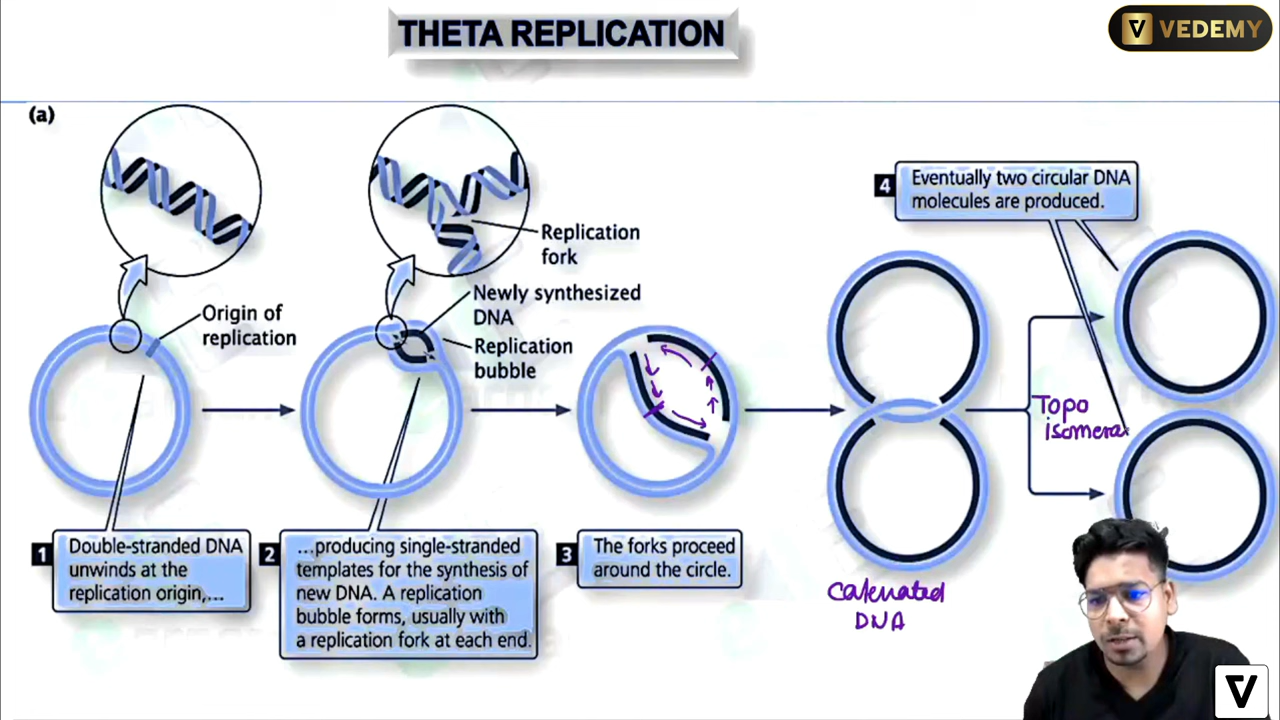 THETA REPLICATION
VEDEMY
(a)
Origin of
replication
Replication
fork
Newly synthesized
DNA
Replication
bubble
4
Eventually two circular DNA
molecules are produced.
Topo
isomera
1
Double-stranded DNA
unwinds at the
replication origin,...
2
...producing single-stranded
templates for the synthesis of
new DNA. A replication
bubble forms, usually with
a replication fork at each end.
3
The forks proceed
around the circle.
Catenated
DNA